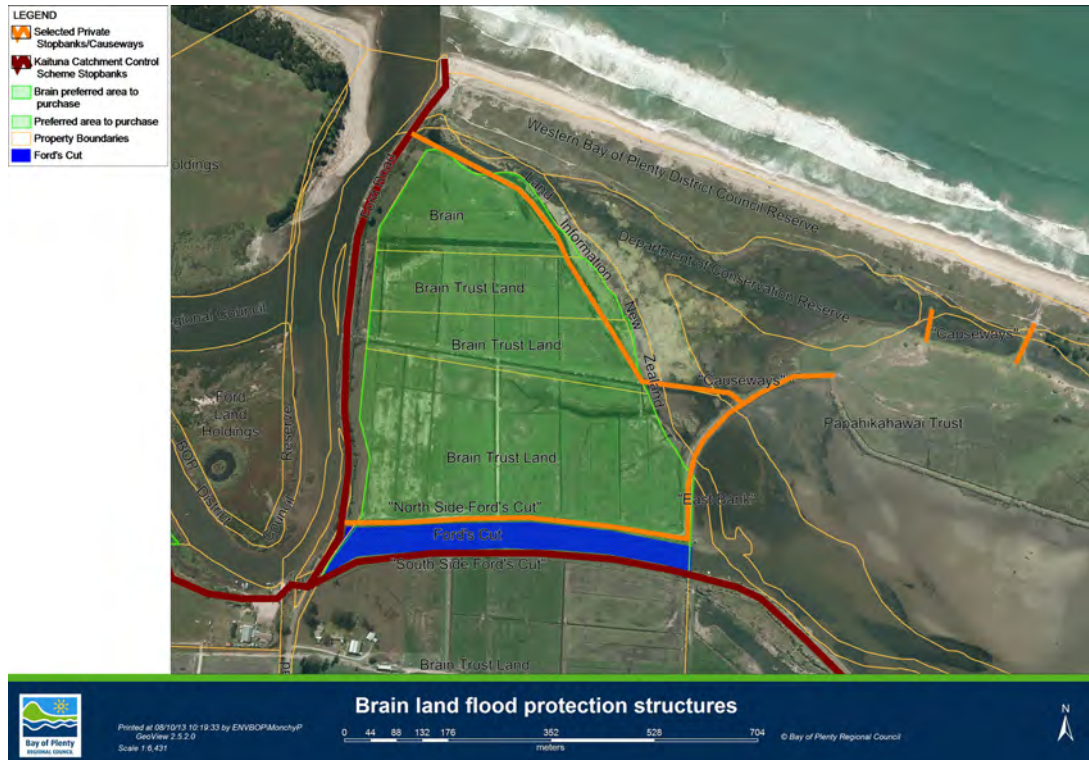 LEGEND
Selected Private
Stopbanks/Causeways
Kaituna Catchment Control
Scheme Stopbanks
Brain preferred area to
purchase
Preferred area to purchase
Property Boundaries
Ford's Cut
oldings
Western Bay of Plenty District Council Reserve
Land Information New Zealand
Department of Conservation Reserve
Brain
Brain Trust Land
egional Council
"Causeways"
Brain Trust Land
"Causeways"
Ford
Land
Holdings
Papahikahawai Trust
BOP District Council Reserve
Brain Trust Land
"East Bank"
"North Side Ford's Cut"
Ford's Cut
"South Side Ford's Cut"
Brain Trust Land
Bay of Plenty
REGIONAL COUNCIL
Printed at 08/10/13 10:19:33 by ENVBOP\MonchyP
GeoView 2.5.2.0
Scale 1:6,431
Brain land flood protection structures
0 44 88 132 176 352 528 704
meters
© Bay of Plenty Regional Council
N